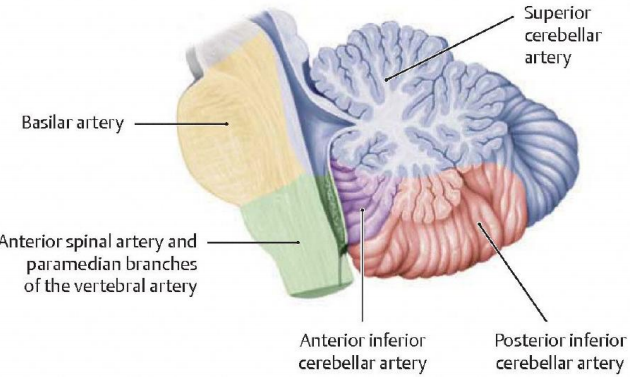 Superior
cerebellar
artery
Basilar artery
Anterior spinal artery and
paramedian branches
of the vertebral artery
Anterior inferior
cerebellar artery
Posterior inferior
cerebellar artery